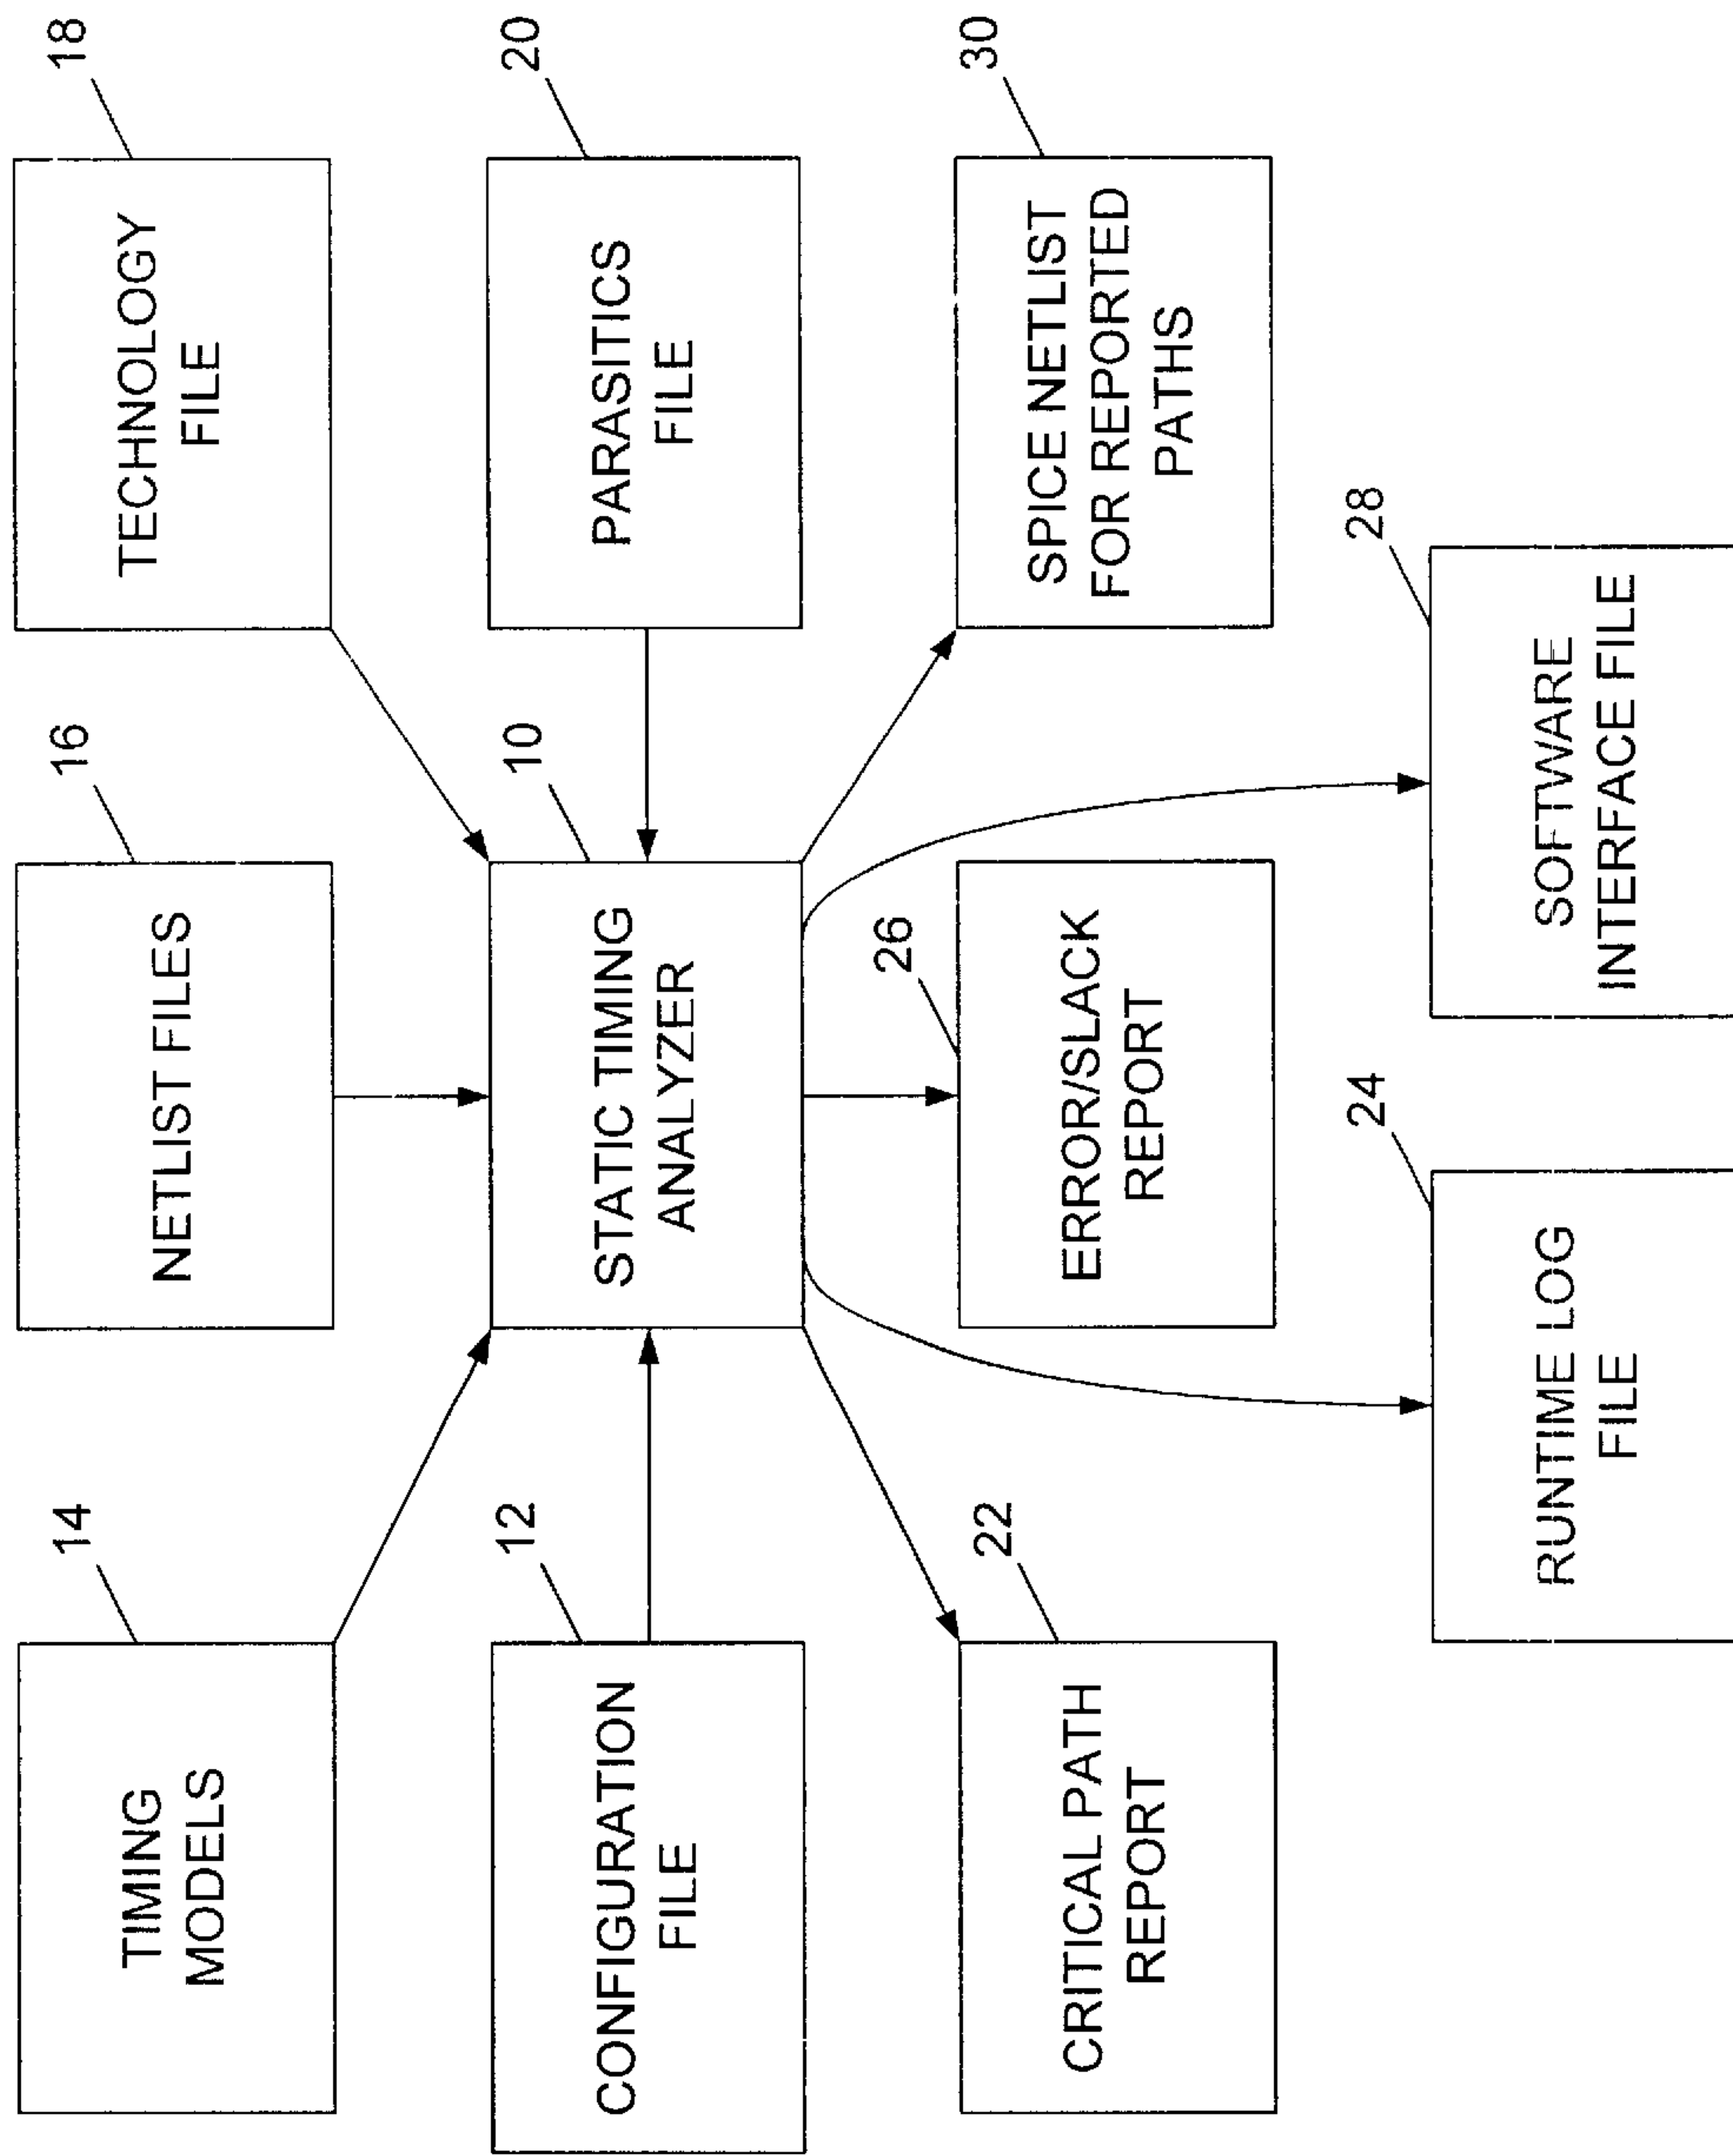 14
TIMING
MODELS
16
NETLIST FILES
18
TECHNOLOGY
FILE
12
CONFIGURATION
FILE
10
STATIC TIMING
ANALYZER
20
PARASITICS
FILE
22
CRITICAL PATH
REPORT
26
ERROR/SLACK
REPORT
30
SPICE NETLIST
FOR REPORTED
PATHS
24
RUNTIME LOG
FILE
28
SOFTWARE
INTERFACE FILE